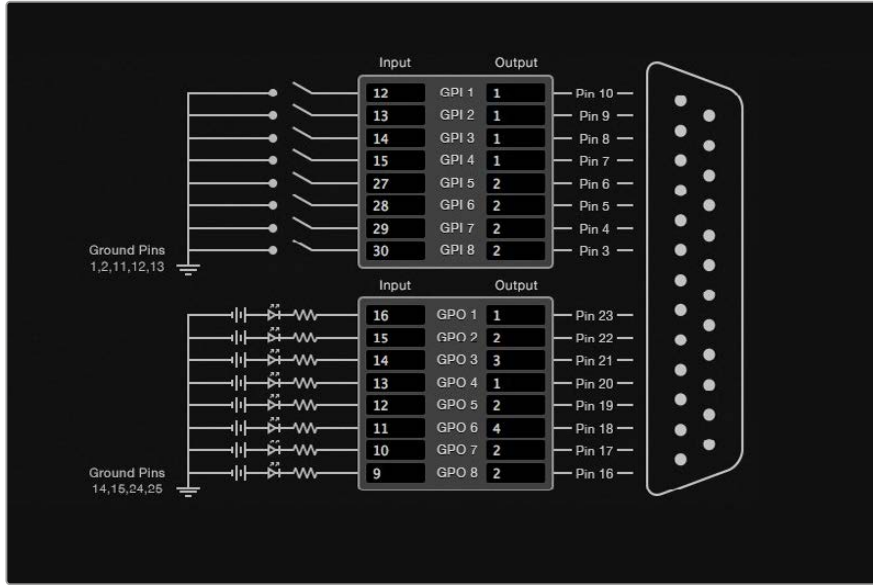 Input Output
12 GPI 1 1 Pin 10
13 GPI 2 1 Pin 9
14 GPI 3 1 Pin 8
15 GPI 4 1 Pin 7
27 GPI 5 2 Pin 6
28 GPI 6 2 Pin 5
29 GPI 7 2 Pin 4
30 GPI 8 2 Pin 3
Ground Pins
1,2,11,12,13
Input Output
16 GPO 1 1 Pin 23
15 GPO 2 2 Pin 22
14 GPO 3 3 Pin 21
13 GPO 4 1 Pin 20
12 GPO 5 2 Pin 19
11 GPO 6 4 Pin 18
10 GPO 7 2 Pin 17
9 GPO 8 2 Pin 16
Ground Pins
14,15,24,25